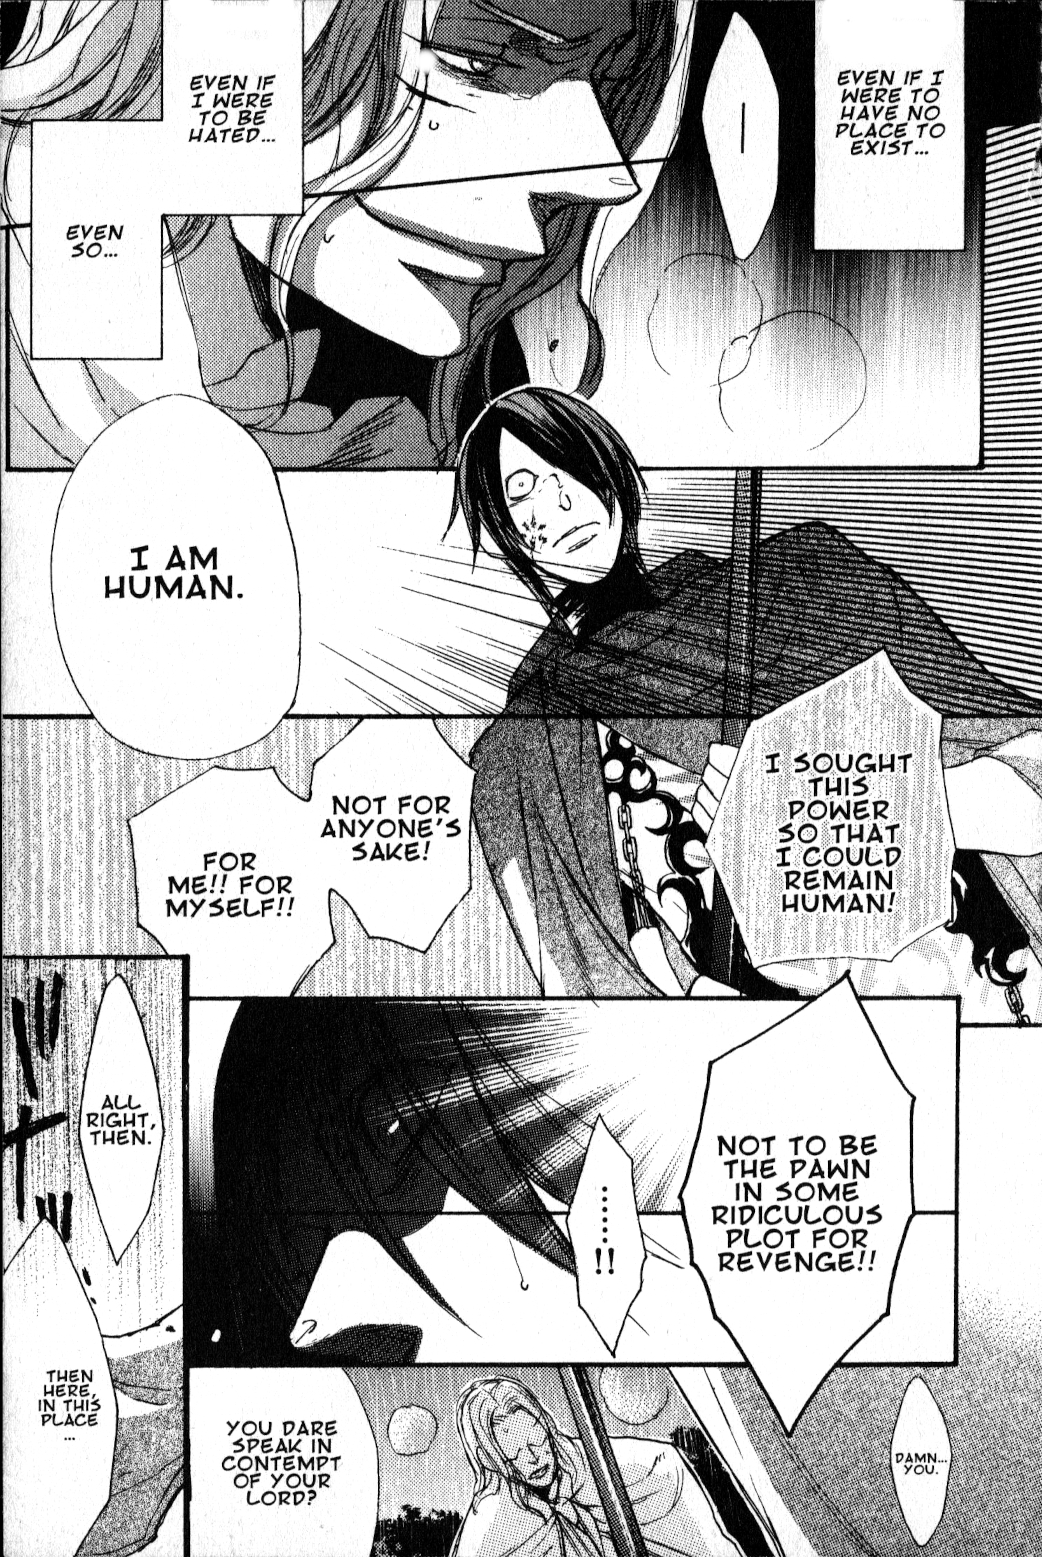 EVEN IF I
WERE TO
HAVE NO
PLACE TO
EXIST...
I
EVEN IF
I WERE
TO BE
HATED...
EVEN
SO...
I AM
HUMAN.
I SOUGHT
THIS
POWER
SO THAT
I COULD
REMAIN
HUMAN!
NOT FOR
ANYONE'S
SAKE!
FOR
ME!! FOR
MYSELF!!
NOT TO BE
THE DAWN
IN SOME
RIDICULOUS
PLOT FOR
REVENGE!!
......!!
ALL
RIGHT,
THEN.
THEN
HERE,
IN THIS
PLACE
...
DAMN...
YOU.
YOU DARE
SPEAK IN
CONTEMPT
OF YOUR
LORD?